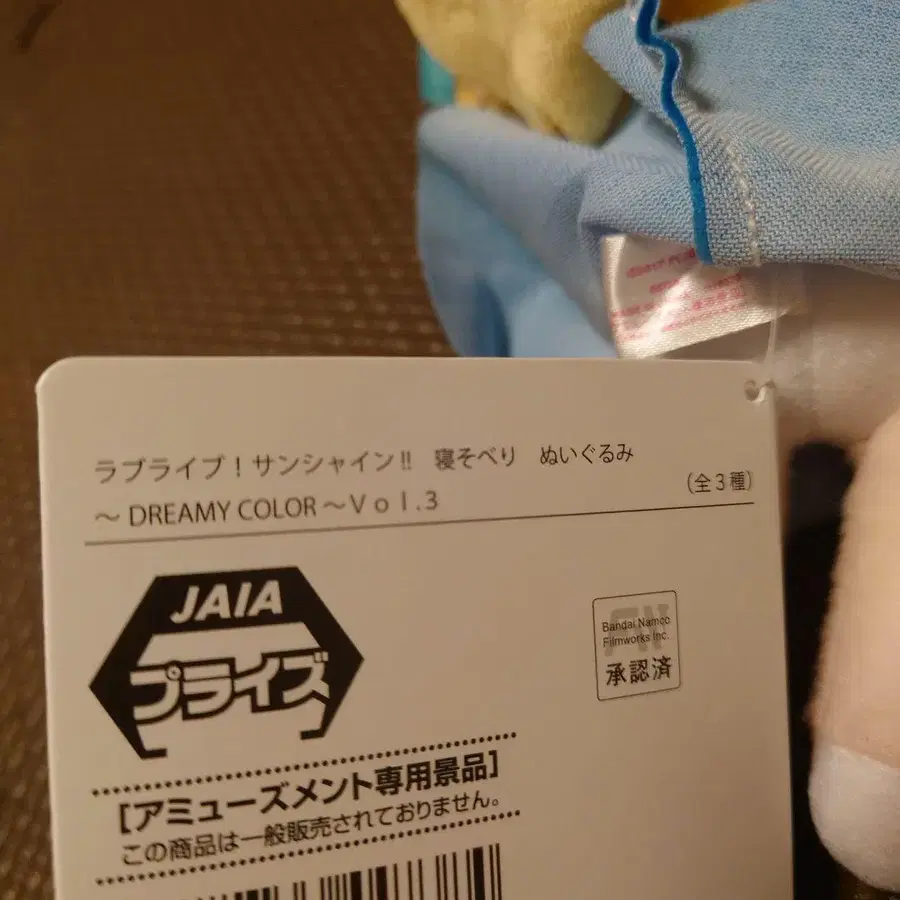 ラブライブ！サンシャイン!!　寝そべり　ぬいぐるみ
～DREAMY COLOR～Vol.3
（全3種）
JAIA
プライズ
Bandai Namco
Filmworks Inc.
承認済
［アミューズメント専用景品］
この商品は一般販売されておりません。